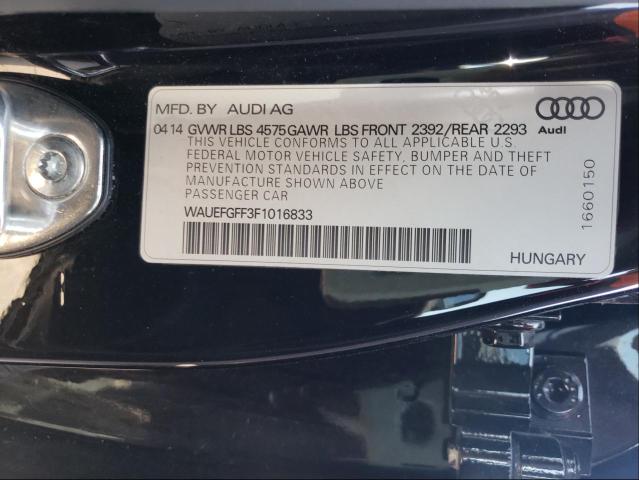 MFD. BY AUDI AG
04 14 GVWR LBS 4575 GAWR LBS FRONT 2392/REAR 2293
THIS VEHICLE CONFORMS TO ALL APPLICABLE U.S.
FEDERAL MOTOR VEHICLE SAFETY, BUMPER AND THEFT
PREVENTION STANDARDS IN EFFECT ON THE DATE OF
MANUFACTURE SHOWN ABOVE
PASSENGER CAR
WAUEFGFF3F1016833
HUNGARY
Audi
1660150